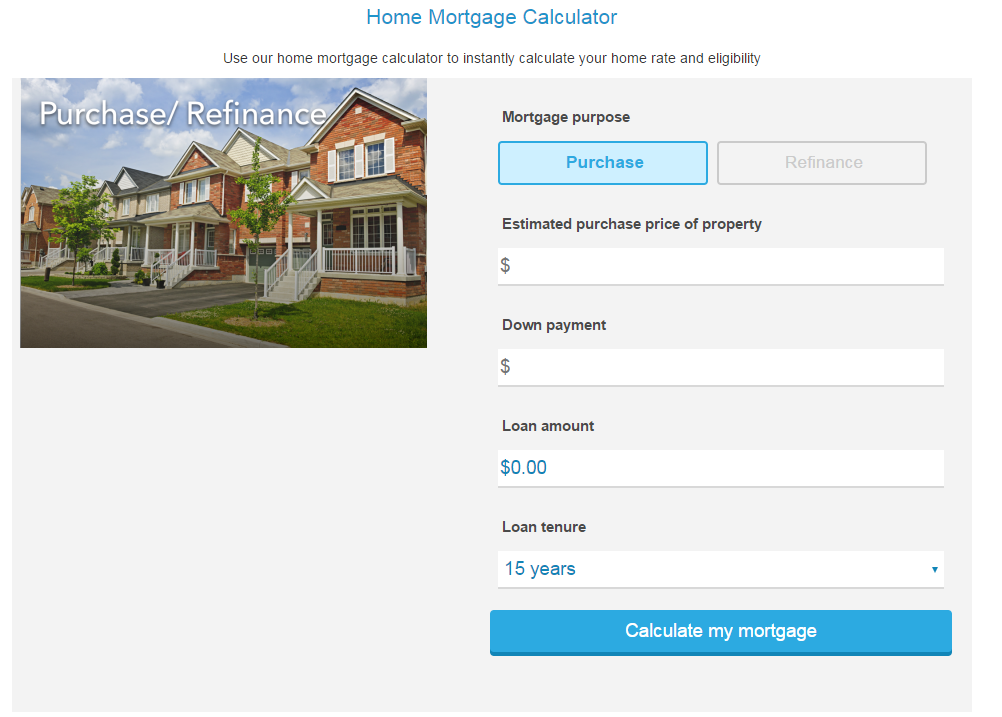 Home Mortgage Calculator
Use our home mortgage calculator to instantly calculate your home rate and eligibility
Purchase/ Refinance
Mortgage purpose
Purchase
Refinance
Estimated purchase price of property
$
Down payment
$
Loan amount
$0.00
Loan tenure
15 years
Calculate my mortgage